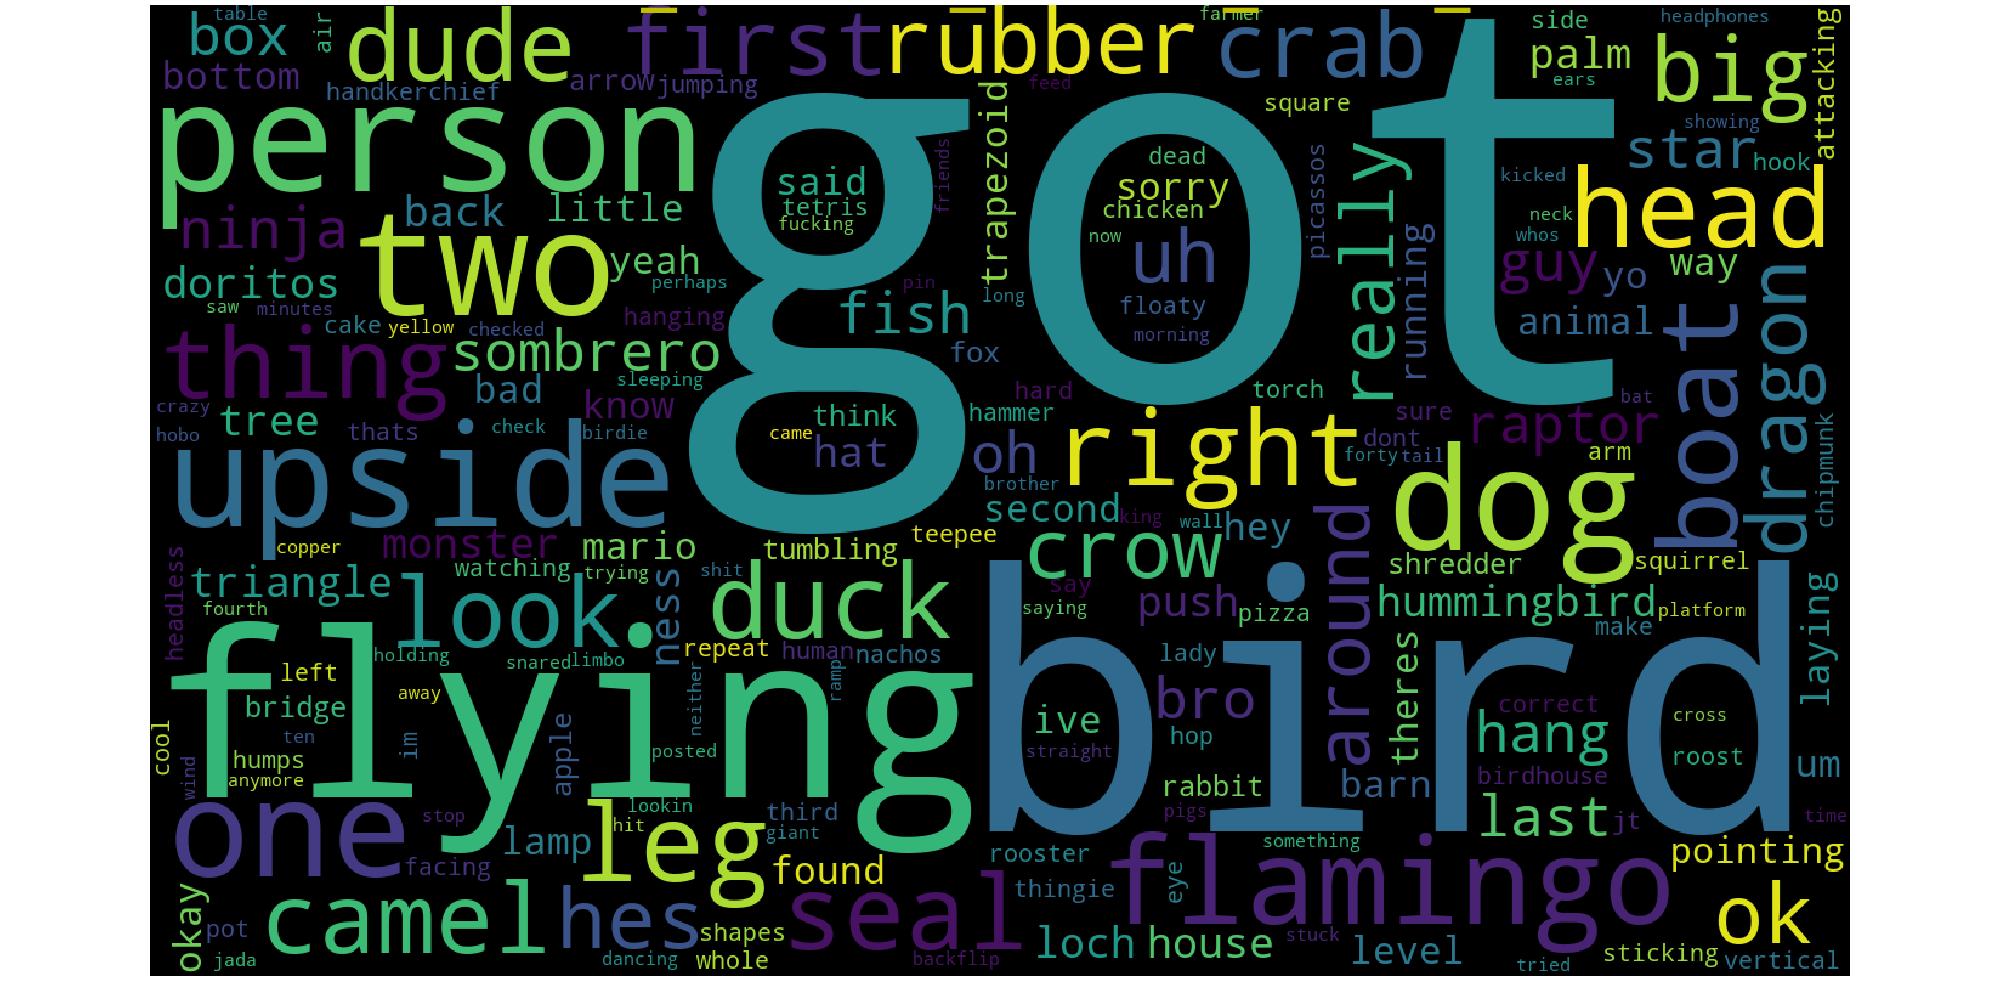 table
air
box
dude
first
rubber
crab
farmer
side
headphones
palm
ears
big
attacking
bottom
handkerchief
arrow
jumping
feed
square
showing
star
hook
person
got
trapezoid
dead
said
sorry
chicken
tetris
fucking
now
uh
friends
picassos
really
kicked
neck
whos
head
ninja
back
little
two
yeah
perhaps
guy
yo
way
running
doritos
saw
minutes
cake
yellow
checked
hanging
fish
pin
long
floaty
morning
animal
boat
dragon
thing
sombrero
fox
sleeping
bad
know
hard
torch
sure
raptor
bat
crazy
hobo
tree
thats
check
birdie
think
came
hat
hammer
oh
right
dont
forty
tail
arm
chipmunk
upside
brother
second
king
wall
hey
dog
copper
monster
mario
tumbling
teepee
crow
around
shredder
squirrel
headless
triangle
watching
trying
shit
duck
say
saying
push
pizza
hummingbird
platform
fourth
look
ness
make
laying
flying
holding
snared
limbo
repeat
human
nachos
lady
bird
theres
left
bridge
away
neither
ramp
ive
bro
correct
cross
cool
ten
im
apple
posted
straight
hop
hang
roost
humps
anymore
wind
rabbit
barn
birdhouse
um
one
stop
leg
lookin
hit
third
giant
pigs
last
jt
time
lamp
facing
found
rooster
something
flamingo
pointing
thingie
eye
okay
pot
camel
hes
shapes
seal
loch
house
stuck
level
ok
jada
dancing
whole
backflip
tried
sticking
vertical